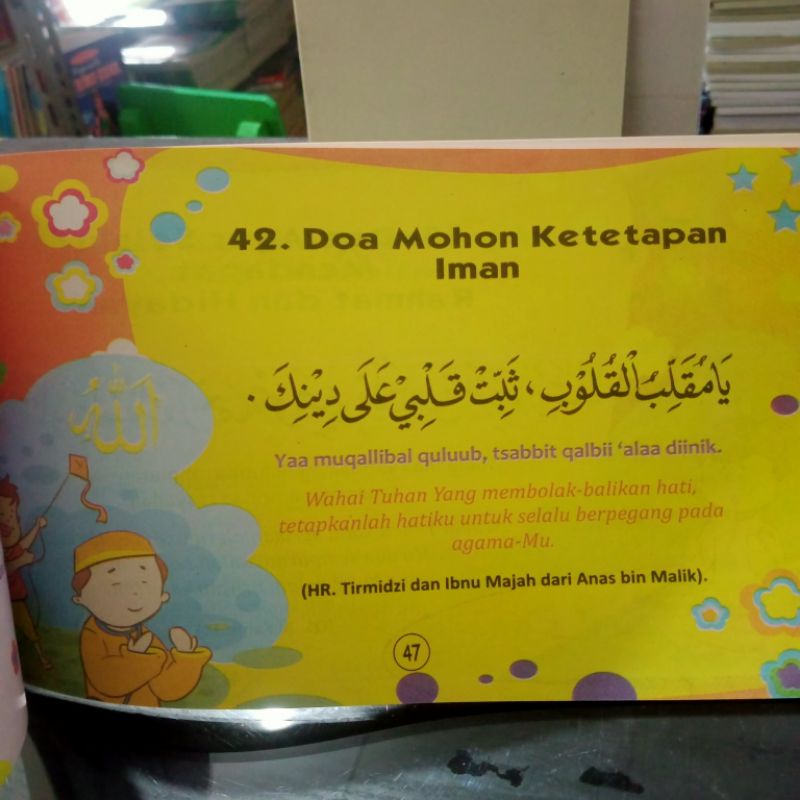 42. Doa Mohon Ketetapan
Iman
يَا مُقَلِّبَ الْقُلُوْبِ، ثَبِّتْ قَلْبِيْ عَلَى دِيْنِكَ.
Yaa muqallibal quluub, tsabbit qalbii ‘alaa diinik.
Wahai Tuhan Yang membolak-balikan hati,
tetapkanlah hatiku untuk selalu berpegang pada
agama-Mu.
(HR. Tirmidzi dan Ibnu Majah dari Anas bin Malik).
الله
47